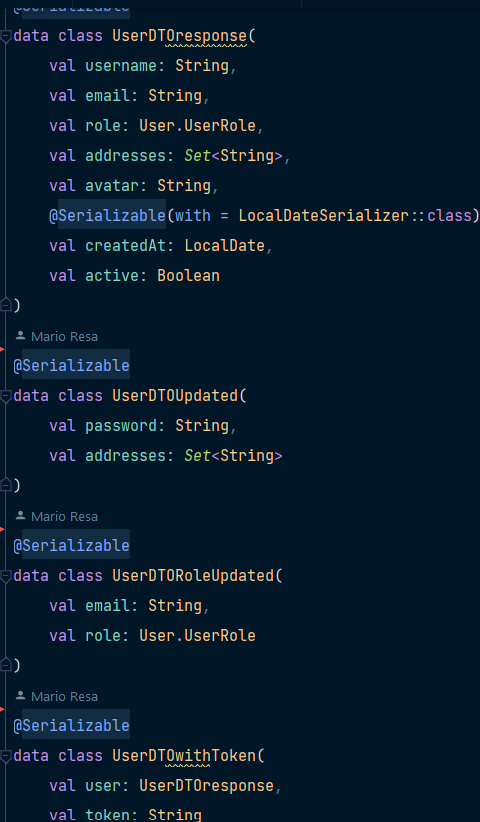 @Serializable
data class UserDTOresponse(
    val username: String,
    val email: String,
    val role: User.UserRole,
    val addresses: Set<String>,
    val avatar: String,
    @Serializable(with = LocalDateSerializer::class)
    val createdAt: LocalDate,
    val active: Boolean
)
Mario Resa
@Serializable
data class UserDTOUpdated(
    val password: String,
    val addresses: Set<String>
)
Mario Resa
@Serializable
data class UserDTORoleUpdated(
    val email: String,
    val role: User.UserRole
)
Mario Resa
@Serializable
data class UserDTOwithToken(
    val user: UserDTOresponse,
    val token: String